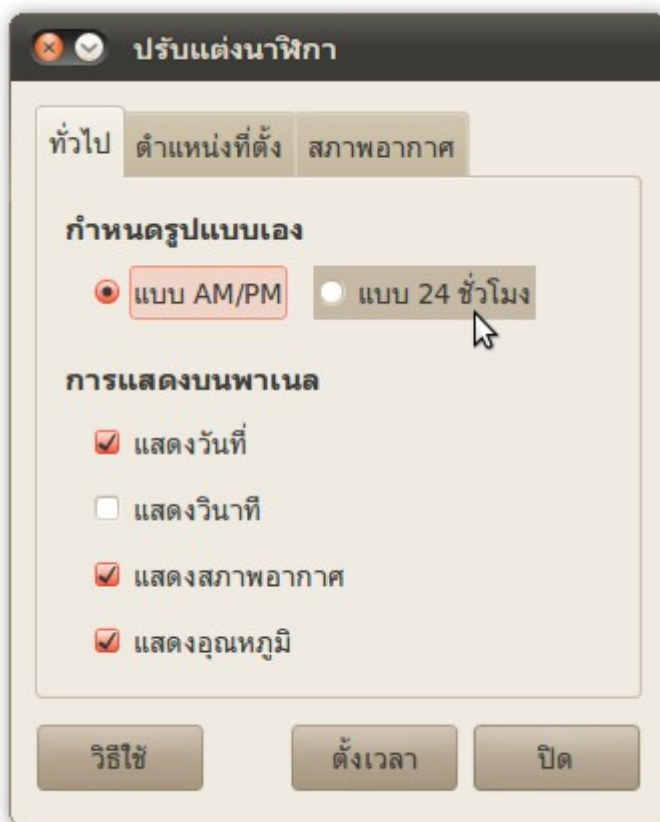 ปรับแต่งนาฬิกา
ทั่วไป ตำแหน่งที่ตั้ง สภาพอากาศ
กำหนดรูปแบบเอง
แบบ AM/PM แบบ 24 ชั่วโมง
การแสดงบนพาเนล
แสดงวันที่
แสดงวินาที
แสดงสภาพอากาศ
แสดงอุณหภูมิ
วิธีใช้ ตั้งเวลา ปิด